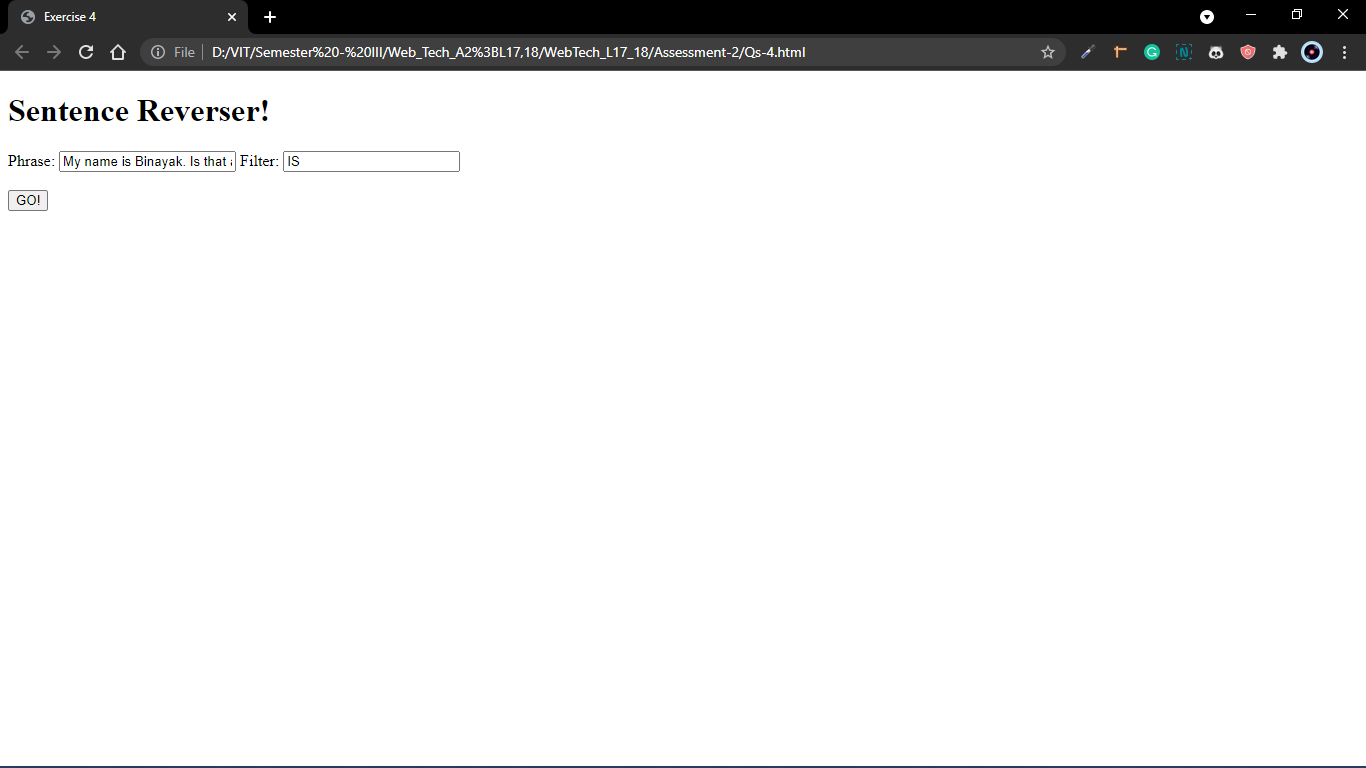 Exercise 4
File D:/VIT/Semester%20-%20III/Web_Tech_A2%3BL17,18/WebTech_L17_18/Assessment-2/Qs-4.html
Sentence Reverser!
Phrase: My name is Binayak. Is that Filter: IS
GO!